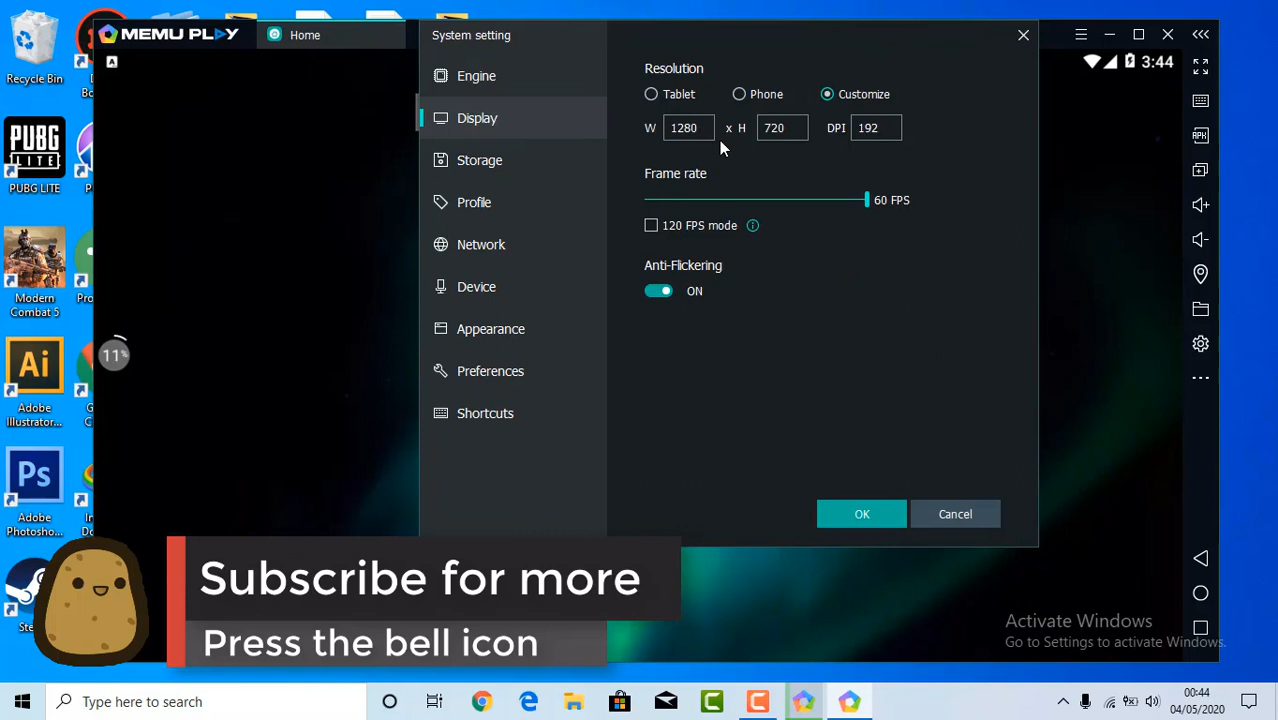 Recycle Bin
PUBG LITE
PUBG
LITE
Modern
Combat 5
Ai
Adobe
Illustrator...
Ps
Adobe
Photosho...
MEMU PLAY
Home
A
3:44
11%
System setting
Engine
Display
Storage
Profile
Network
Device
Appearance
Preferences
Shortcuts
Resolution
Tablet
Phone
Customize
W 1280 x H 720 DPI 192
Frame rate
60 FPS
120 FPS mode
Anti-Flickering
ON
OK
Cancel
APK
Subscribe for more
Press the bell icon
Activate Windows
Go to Settings to activate Windows.
Type here to search
00:44
04/05/2020